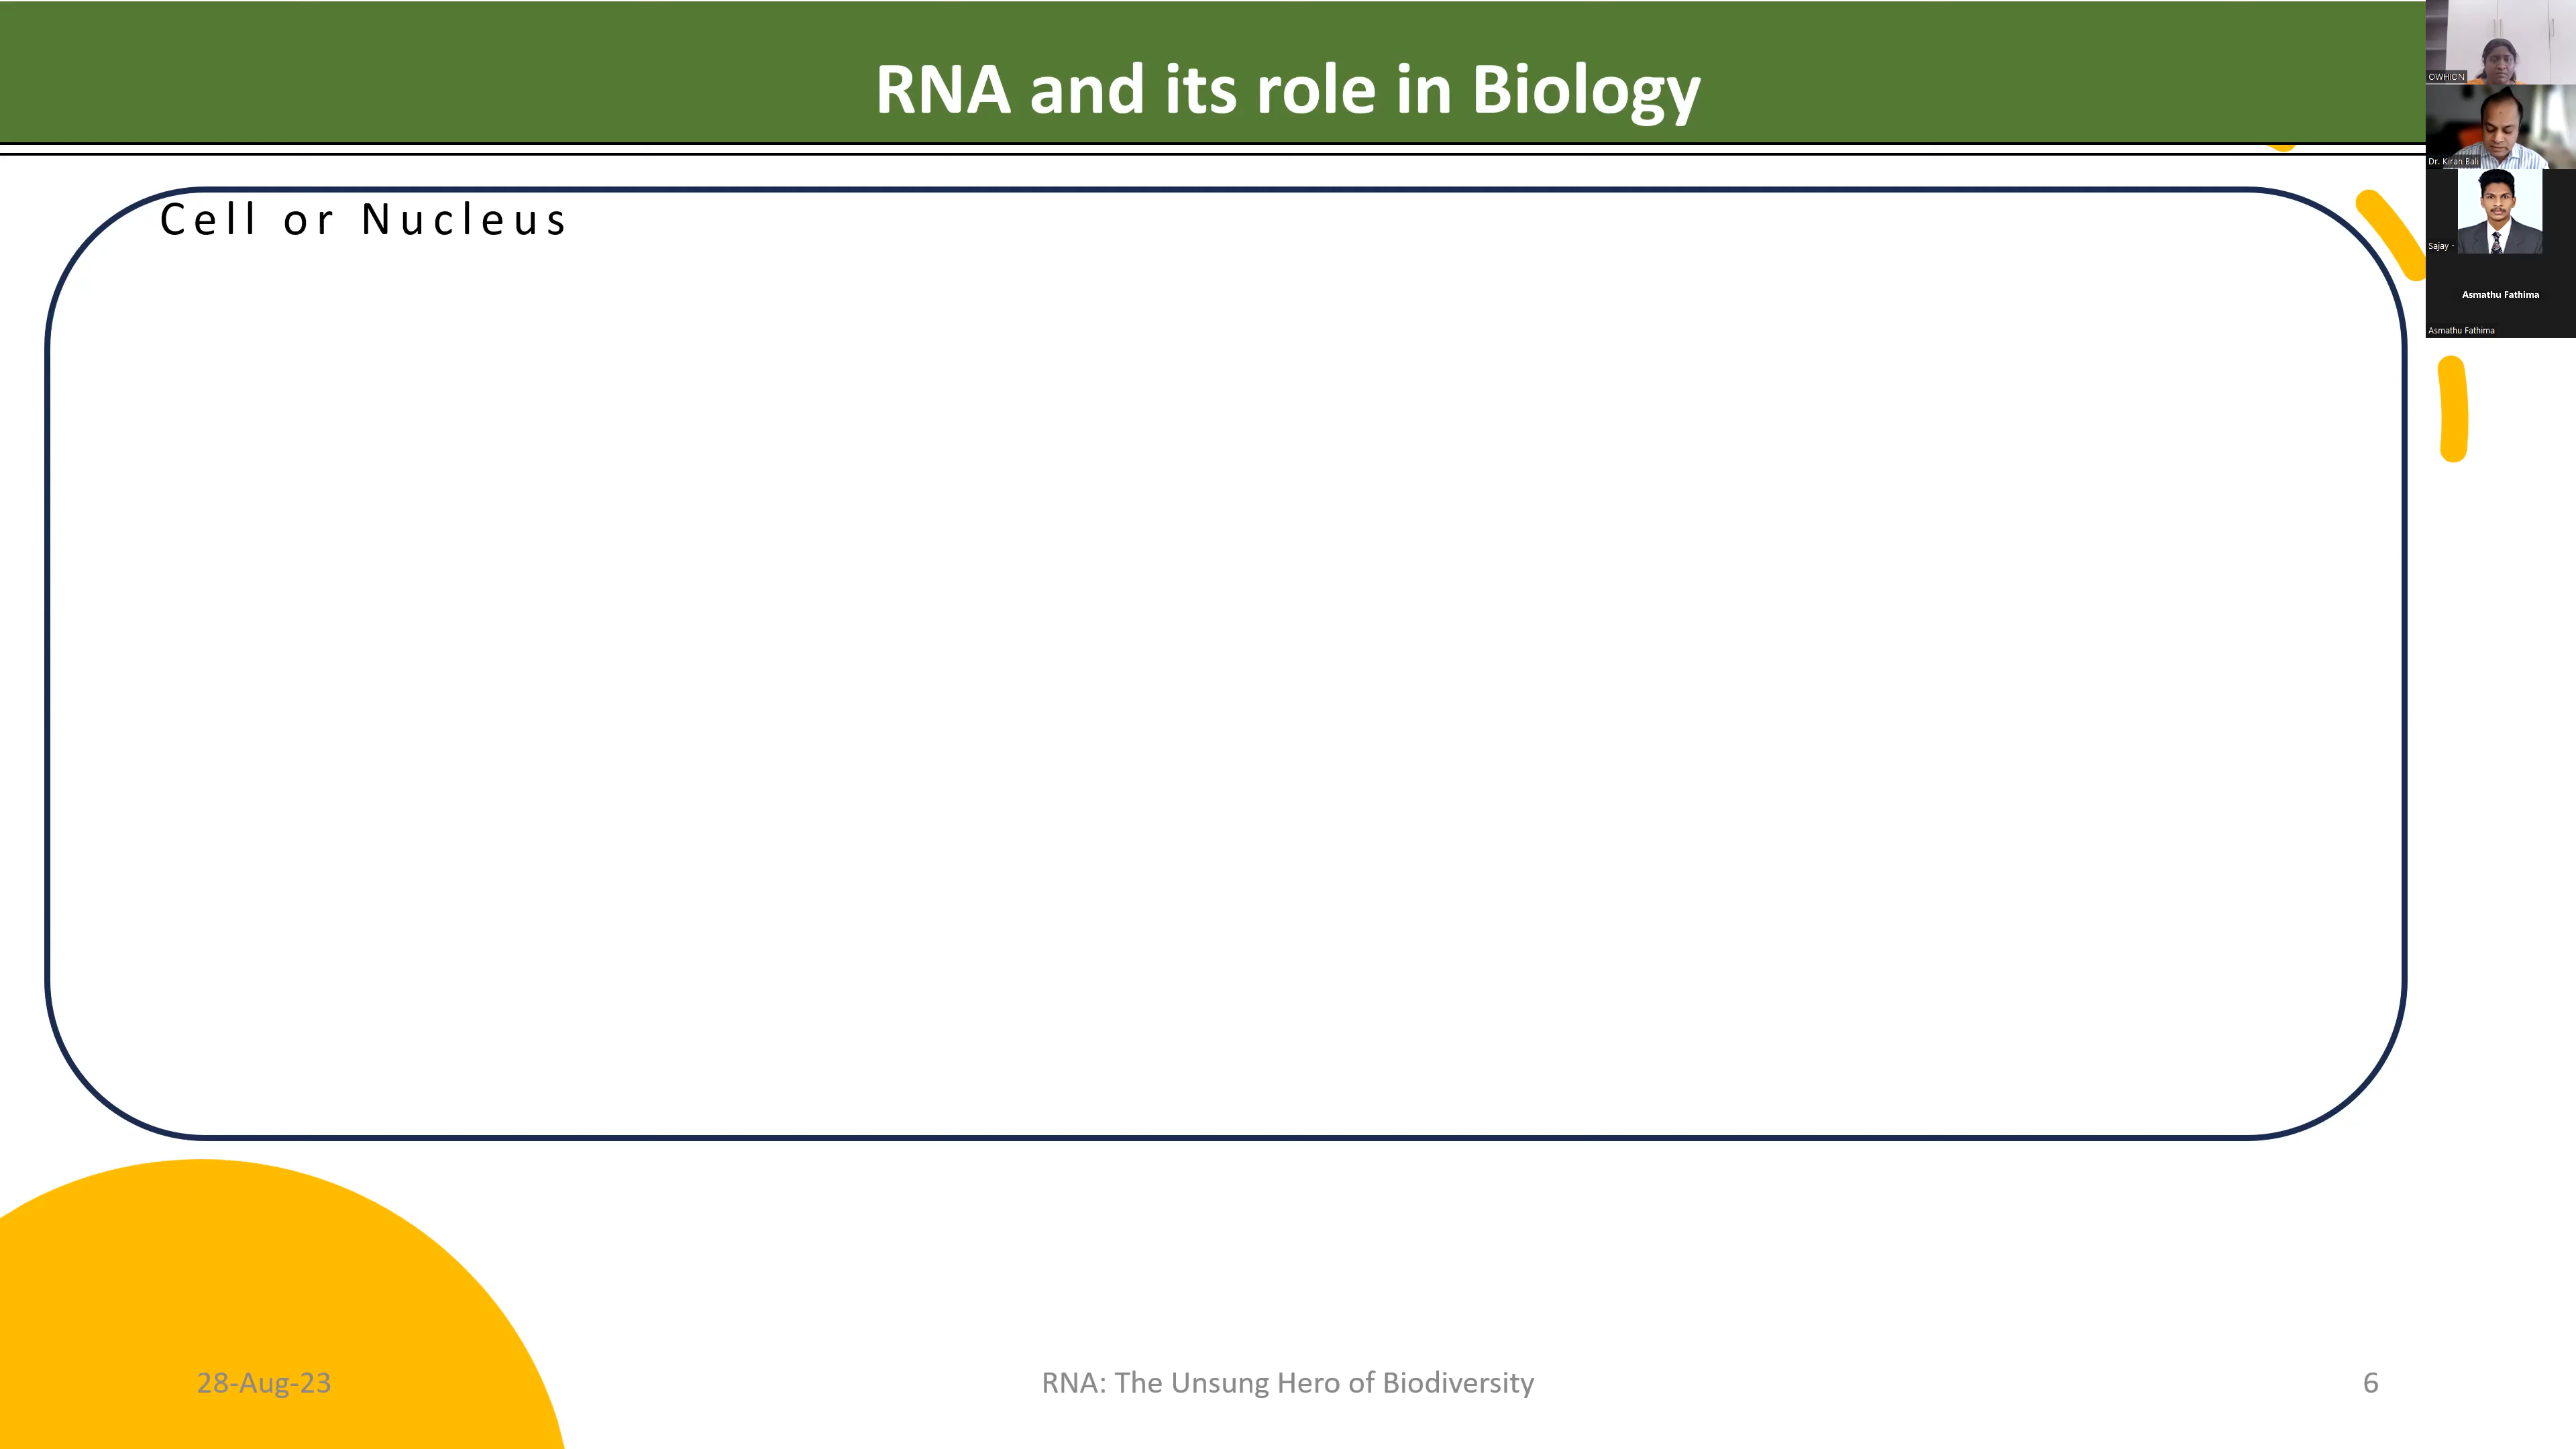 RNA and its role in Biology
OWHION
Dr. Kiran Bali
Sajay -
Asmathu Fathima
Asmathu Fathima
Cell or Nucleus
28-Aug-23
RNA: The Unsung Hero of Biodiversity
6